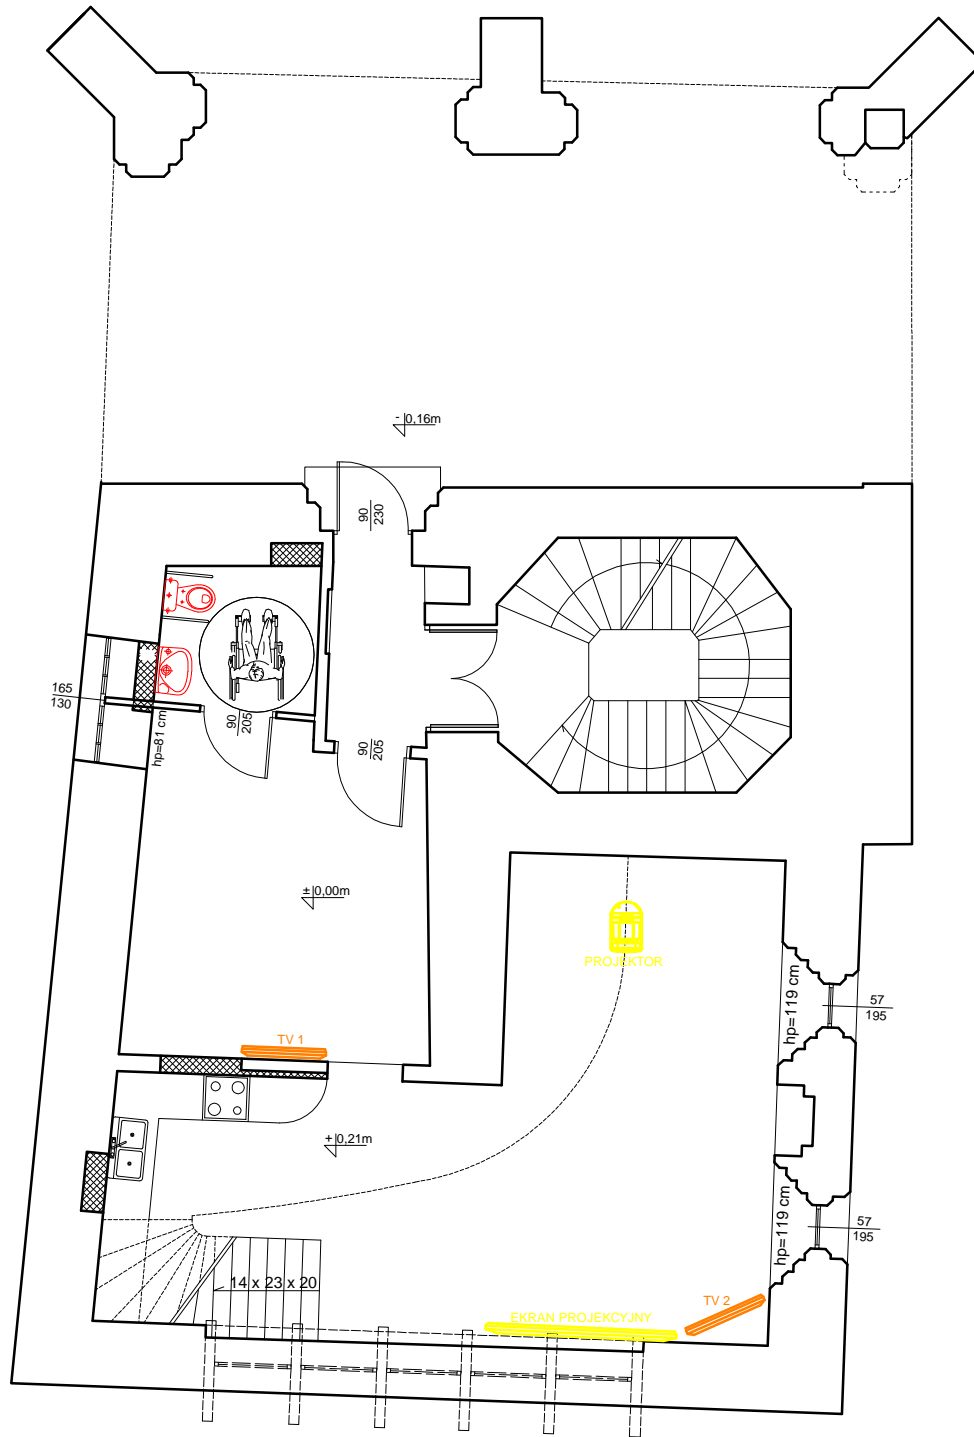 - 0,16m
90
230
165
130
hp=81 cm
90
205
90
205
± 0,00m
PROJEKTOR
hp=119 cm
57
195
TV 1
+ 0,21m
hp=119 cm
57
195
14 x 23 x 20
TV 2
EKRAN PROJEKCYJNY